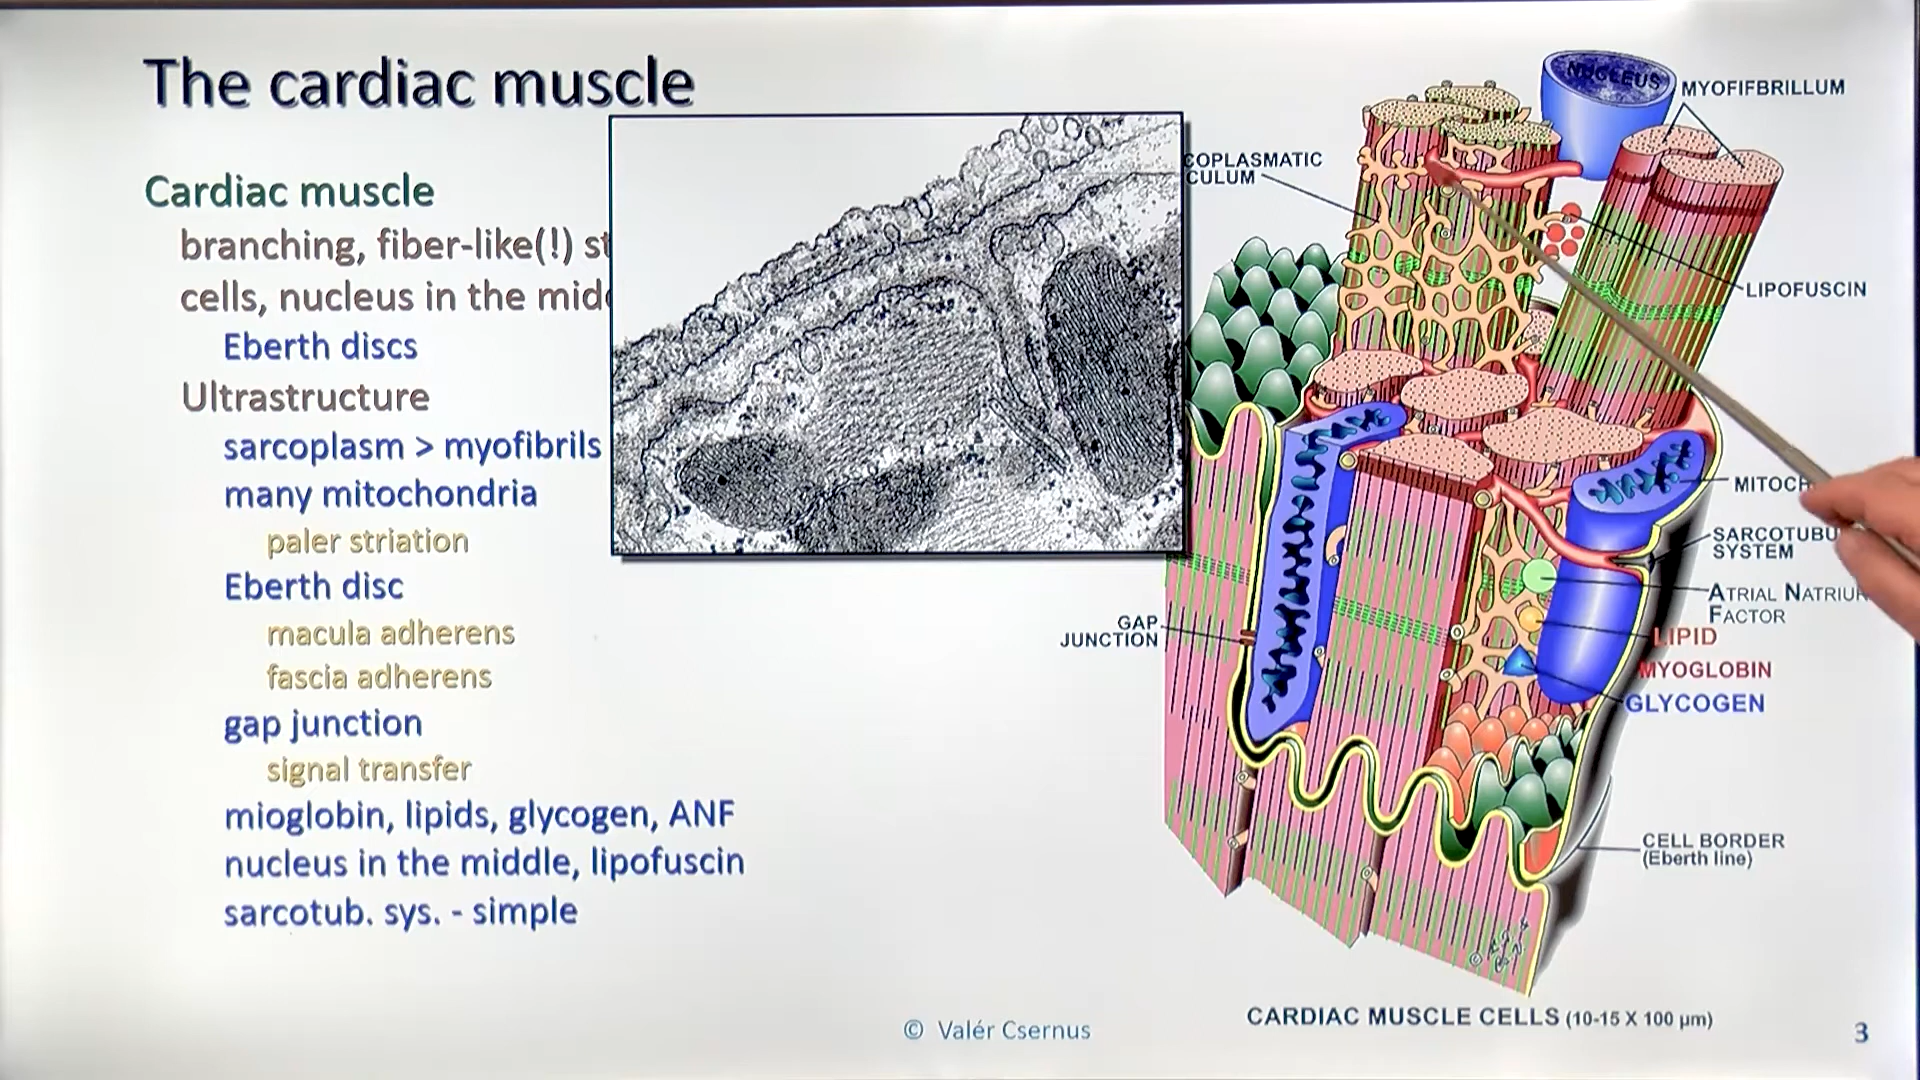 The cardiac muscle
Cardiac muscle
branching, fiber-like(!)
cells, nucleus in the
Eberth discs
Ultrastructure
sarcoplasm > myofibrils
many mitochondria
paler striation
Eberth disc
macula adherens
fascia adherens
gap junction
signal transfer
mioglobin, lipids, glycogen, ANF
nucleus in the middle, lipofuscin
sarcotub. sys. - simple
NUCLEUS
MYOFIFBRILLUM
COPLASMATIC
CULUM
LIPOFUSCIN
MITOCH
SARCOTUBU
SYSTEM
ATRIAL NATRIUR
FACTOR
LIPID
MYOGLOBIN
GLYCOGEN
GAP
JUNCTION
CELL BORDER
(Eberth line)
CARDIAC MUSCLE CELLS (10-15 X 100 µm)
© Valér Csernus
3